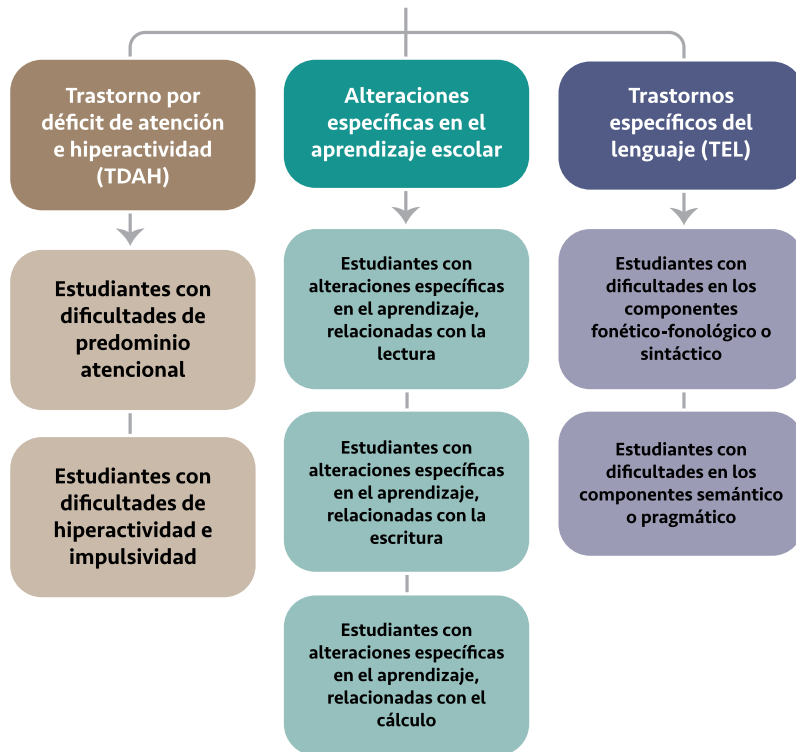 Trastorno por
déficit de atención
e hiperactividad
(TDAH)
Estudiantes con
dificultades de
predominio
atencional
Estudiantes con
dificultades de
hiperactividad e
impulsividad
Alteraciones
específicas en el
aprendizaje escolar
Estudiantes con
alteraciones específicas
en el aprendizaje,
relacionadas con la
lectura
Estudiantes con
alteraciones específicas
en el aprendizaje,
relacionadas con la
escritura
Estudiantes con
alteraciones específicas
en el aprendizaje,
relacionadas con el
cálculo
Trastornos
específicos del
lenguaje (TEL)
Estudiantes con
dificultades en los
componentes
fonético-fonológico o
sintáctico
Estudiantes con
dificultades en los
componentes semántico
o pragmático